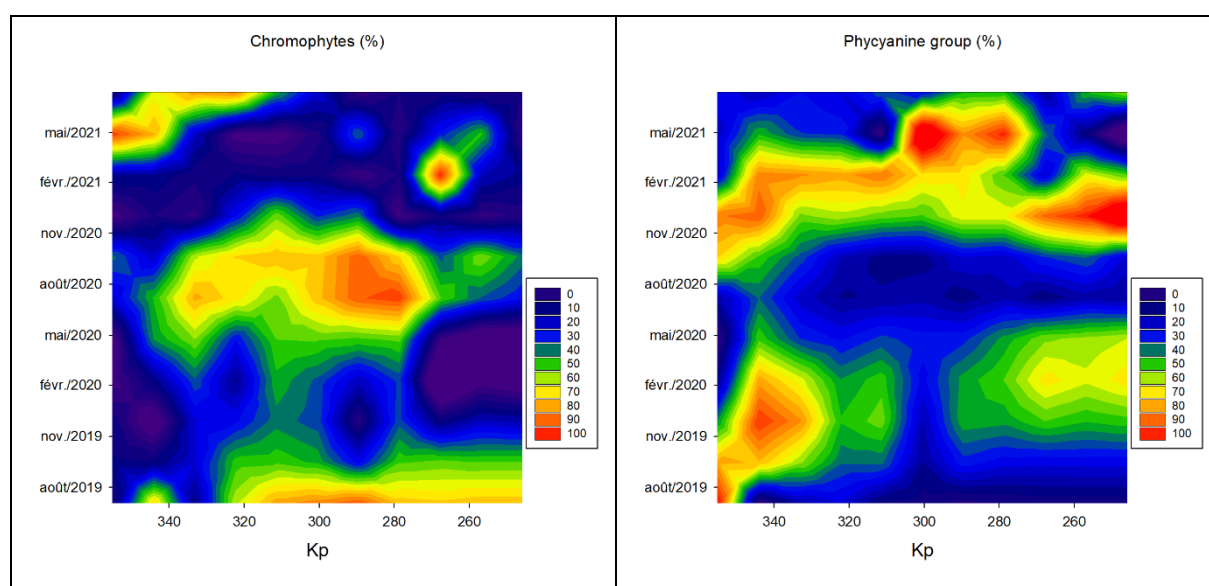 Chromophytes (%)
mai/2021
févr./2021
nov./2020
août/2020
mai/2020
févr./2020
nov./2019
août/2019
340 320 300 280 260
Kp
0
10
20
30
40
50
60
70
80
90
100
Phycyanine group (%)
mai/2021
févr./2021
nov./2020
août/2020
mai/2020
févr./2020
nov./2019
août/2019
340 320 300 280 260
Kp
0
10
20
30
40
50
60
70
80
90
100